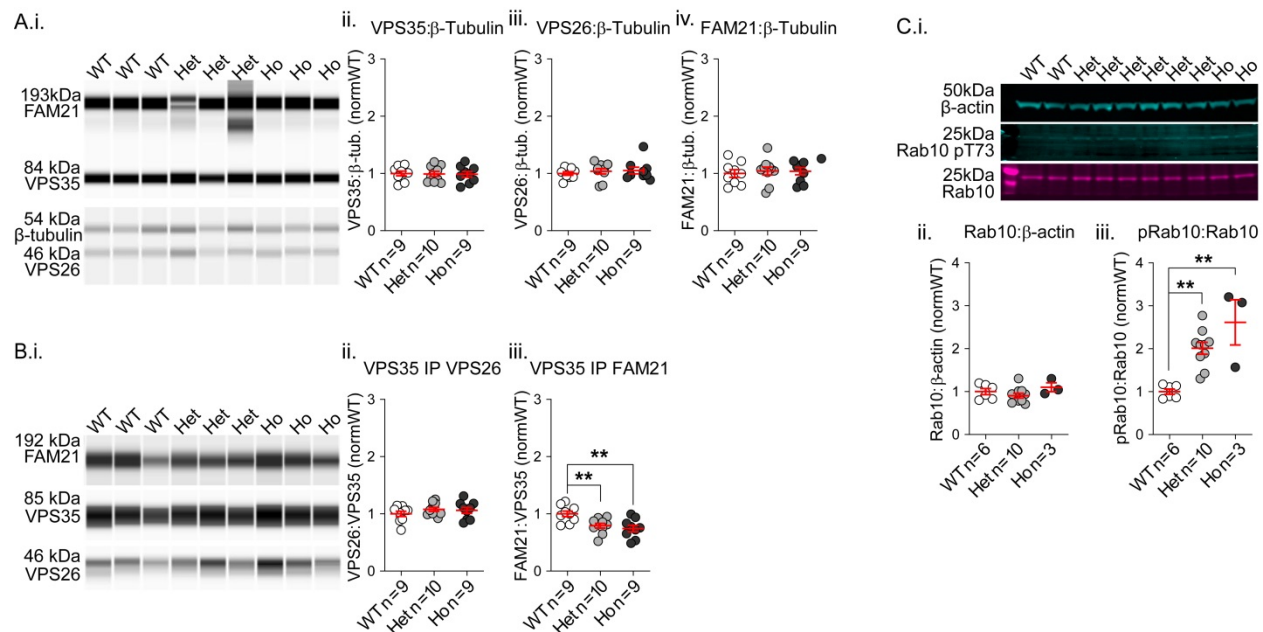 A.i.
WT WT WT Het Het Het Ho Ho Ho
193kDa
FAM21
84 kDa
VPS35
54 kDa
β-tubulin
46 kDa
VPS26
ii. VPS35:β-Tubulin
VPS35:β-tub. (normWT)
3
2
1
0
WT n=9
Het n=10
Ho n=9
iii. VPS26:β-Tubulin
VPS26: β-tub. (normWT)
3
2
1
0
WT n=9
Het n=10
Ho n=9
iv. FAM21:β-Tubulin
FAM21: β-tub. (normWT)
3
2
1
0
WT n=9
Het n=10
Ho n=9
B.i.
WT WT WT Het Het Het Ho Ho Ho
192 kDa
FAM21
85 kDa
VPS35
46 kDa
VPS26
ii. VPS35 IP VPS26
VPS26:VPS35 (normWT)
3
2
1
0
WT n=9
Het n=10
Ho n=9
iii. VPS35 IP FAM21
FAM21:VPS35 (normWT)
3
2
1
0
**
**
WT n=9
Het n=10
Ho n=9
C.i.
WT WT Het Het Het Het Het Ho Ho
50kDa
β-actin
25kDa
Rab10 pT73
25kDa
Rab10
ii. Rab10:β-actin
Rab10: β-actin (normWT)
4
3
2
1
0
WT n=6
Het n=10
Ho n=3
iii. pRab10:Rab10
pRab10:Rab10 (normWT)
4
3
2
1
0
**
**
WT n=6
Het n=10
Ho n=3